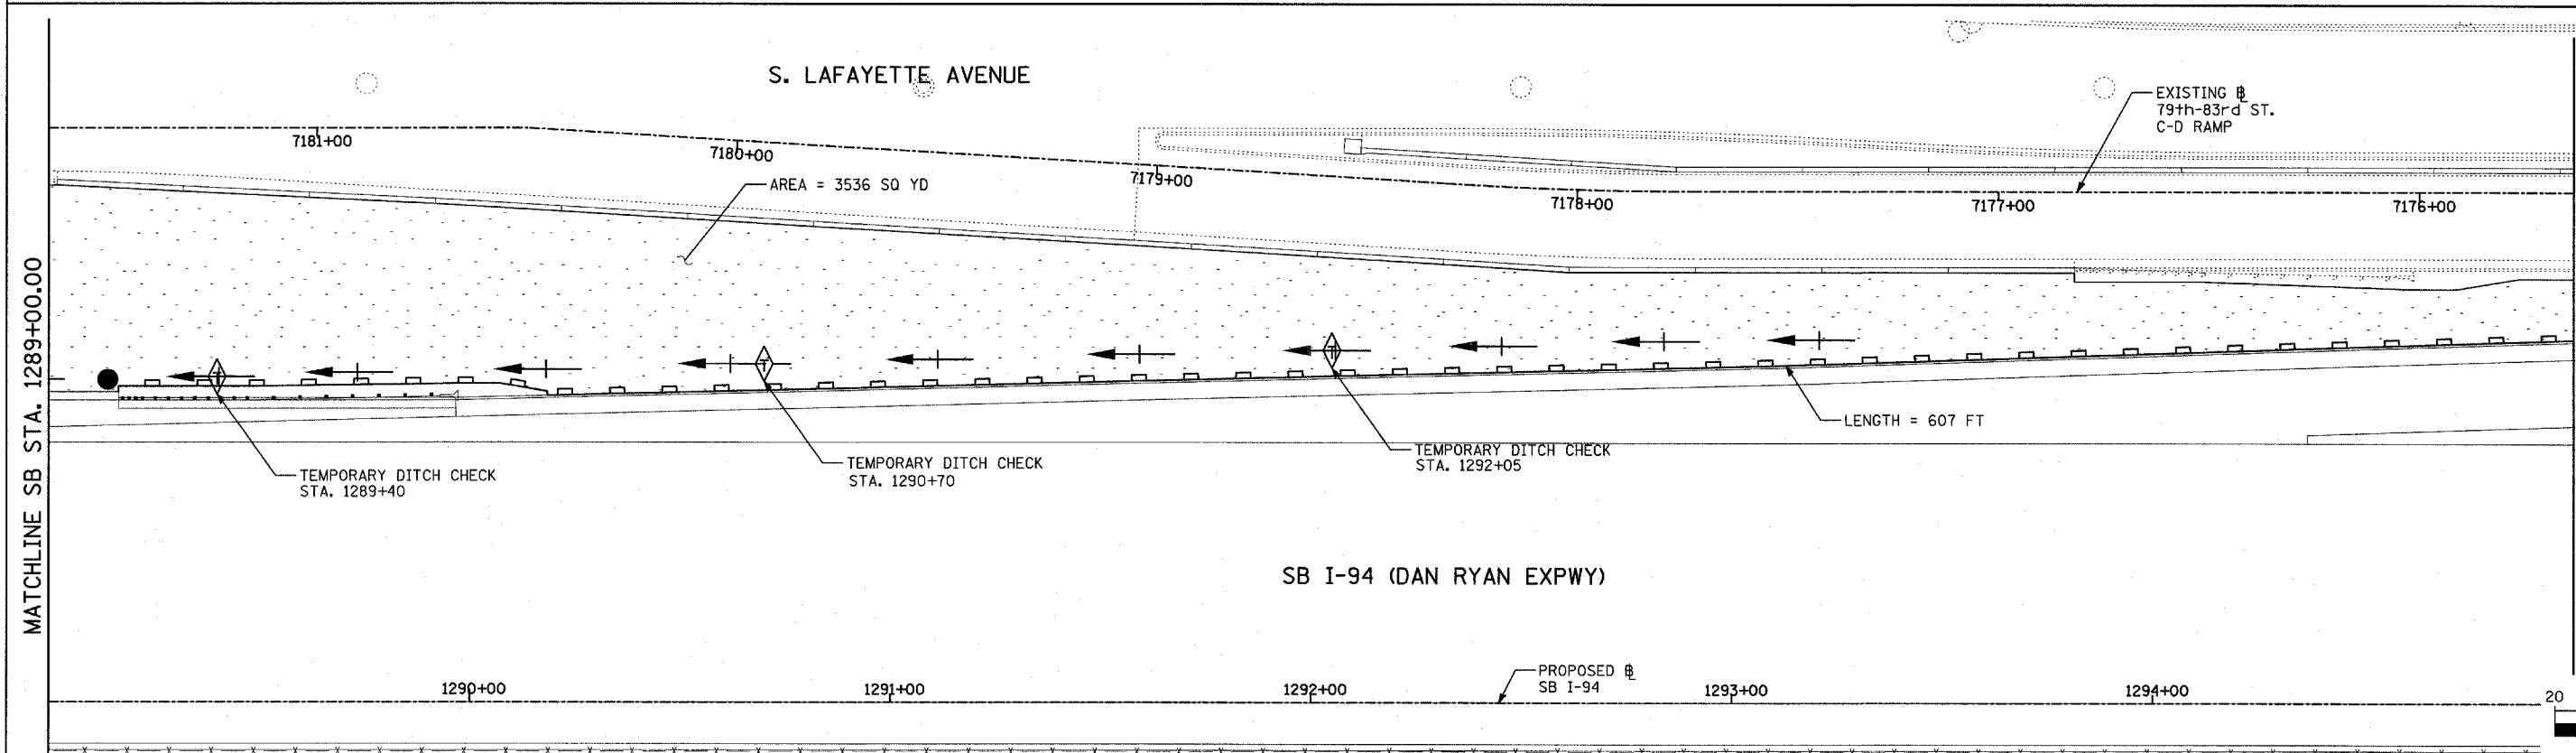 S. LAFAYETTE AVENUE
EXISTING ⅊
79th-83rd ST.
C-D RAMP
7181+00
7180+00
7179+00
7178+00
7177+00
7176+00
AREA = 3536 SQ YD
MATCHLINE SB STA. 1289+00.00
T
T
T
LENGTH = 607 FT
TEMPORARY DITCH CHECK
STA. 1289+40
TEMPORARY DITCH CHECK
STA. 1290+70
TEMPORARY DITCH CHECK
STA. 1292+05
SB I-94 (DAN RYAN EXPWY)
PROPOSED ⅊
SB I-94
1290+00
1291+00
1292+00
1293+00
1294+00
20